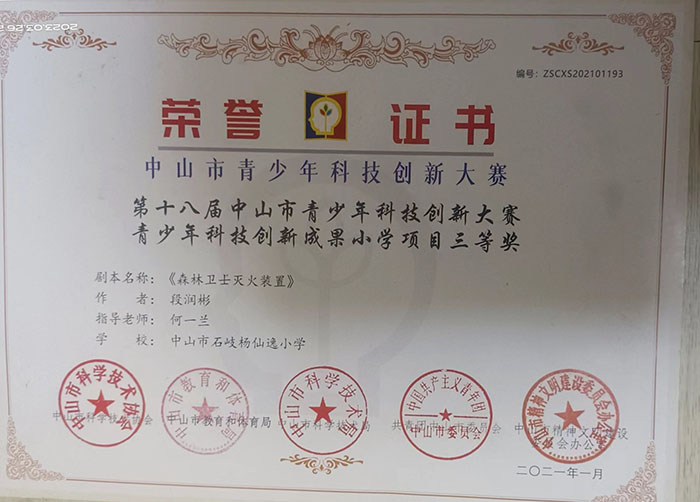 编号：ZSCXS202101193
荣誉 证书
中山市青少年科技创新大赛
第十八届中山市青少年科技创新大赛
青少年科技创新成果小学项目三等奖
剧本名称：《森林卫士灭火装置》
作者：段润彬
指导老师：何一兰
学校：中山市石岐杨仙逸小学
中山市科学技术协会
中山市教育和体育局
中山市科学技术局
中国共产主义青年团
中山市委员会
中山市精神文明建设委员会办公室
中山市科学技术协会 中山市教育和体育局 中山市科学技术局 共青团中山市委员会 中山市精神文明建设
委员会办公室
二〇二一年一月